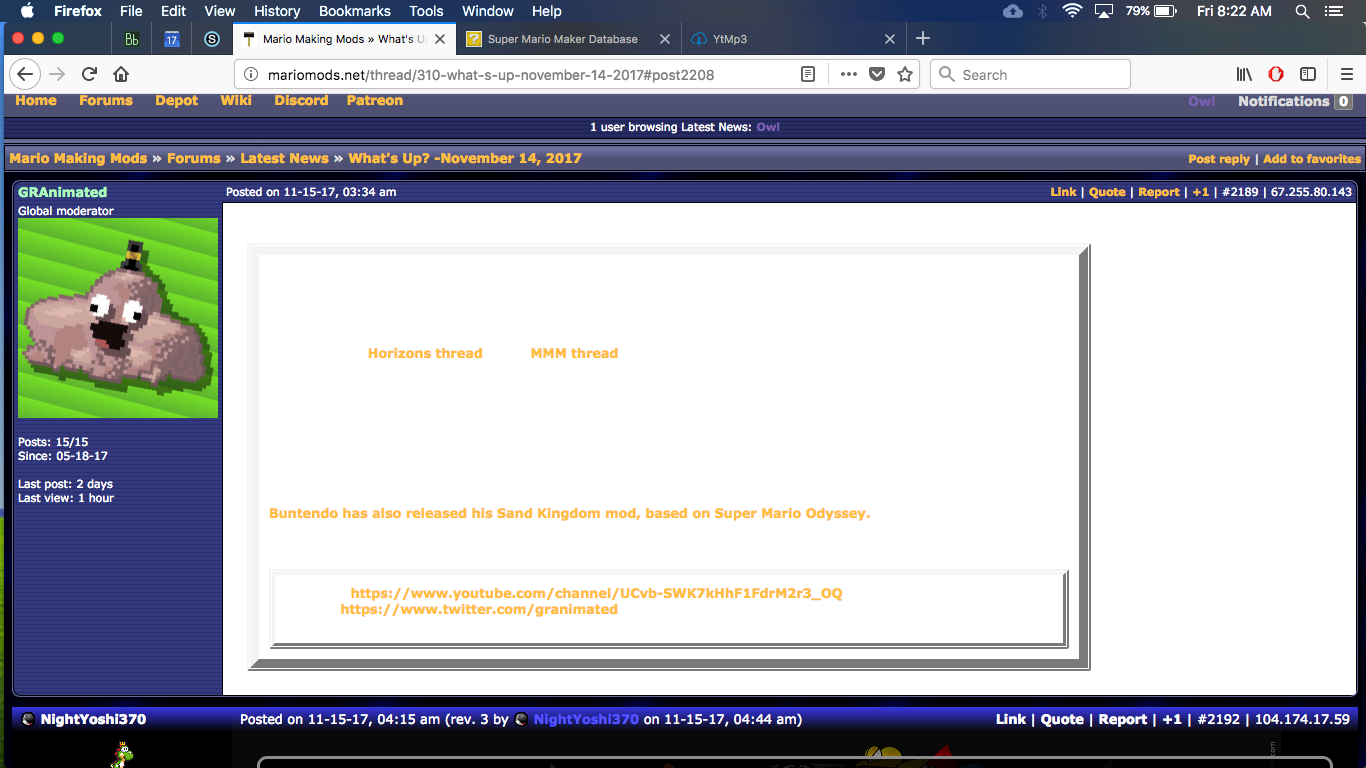 Firefox File Edit View History Bookmarks Tools Window Help 79% Fri 8:22 AM
Bb 17 S Mario Making Mods » What's U Super Mario Maker Database YtMp3
mariomods.net/thread/310-what-s-up-november-14-2017#post2208 Search
Home Forums Depot Wiki Discord Patreon Owl Notifications 0
1 user browsing Latest News: Owl
Mario Making Mods » Forums » Latest News » What's Up? -November 14, 2017 Post reply | Add to favorites
GRAnimated Posted on 11-15-17, 03:34 am Link | Quote | Report | +1 | #2189 | 67.255.80.143
Global moderator
Horizons thread MMM thread
Posts: 15/15
Since: 05-18-17
Last post: 2 days
Last view: 1 hour
Buntendo has also released his Sand Kingdom mod, based on Super Mario Odyssey.
https://www.youtube.com/channel/UCvb-SWK7kHhF1FdrM2r3_OQ
https://www.twitter.com/granimated
NightYoshi370 Posted on 11-15-17, 04:15 am (rev. 3 by NightYoshi370 on 11-15-17, 04:44 am) Link | Quote | Report | +1 | #2192 | 104.174.17.59